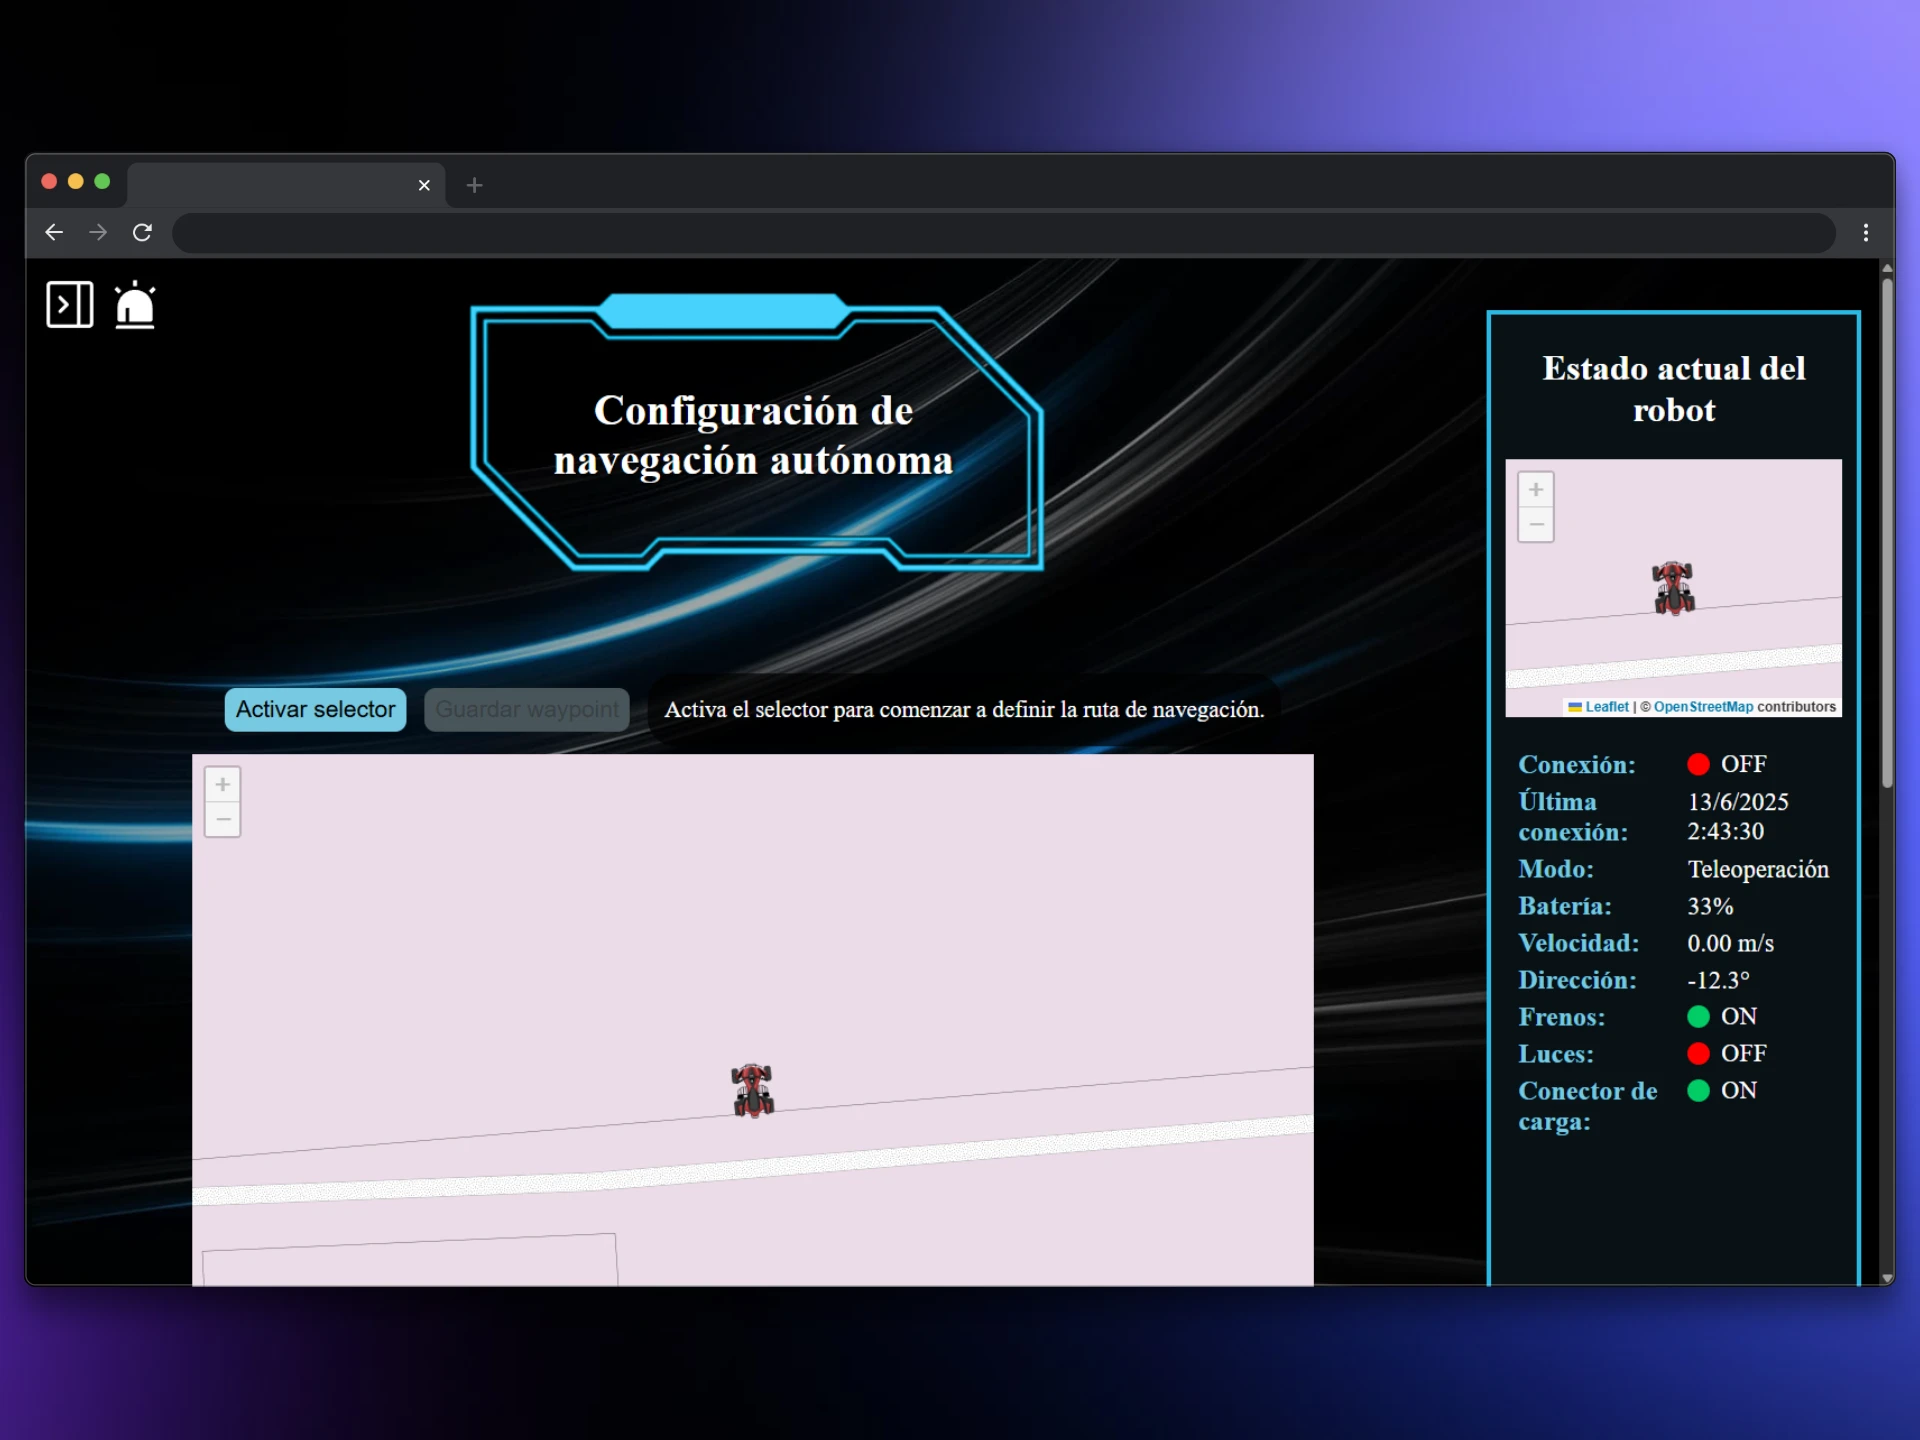 Configuración de
navegación autónoma
Activar selector
Guardar waypoint
Activa el selector para comenzar a definir la ruta de navegación.
+
−
Estado actual del
robot
+
−
Leaflet | © OpenStreetMap contributors
Conexión: OFF
Última 13/6/2025
conexión: 2:43:30
Modo: Teleoperación
Batería: 33%
Velocidad: 0.00 m/s
Dirección: -12.3°
Frenos: ON
Luces: OFF
Conector de ON
carga: